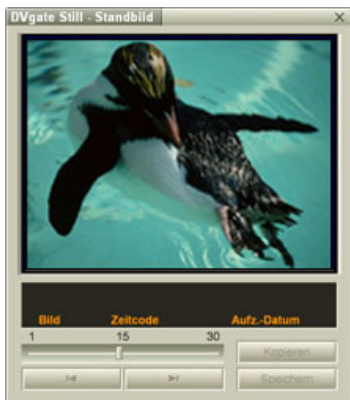 DVgate Still - Standbild
Bild Zeitcode Aufz.-Datum
1 15 30
Kopieren
Speichern